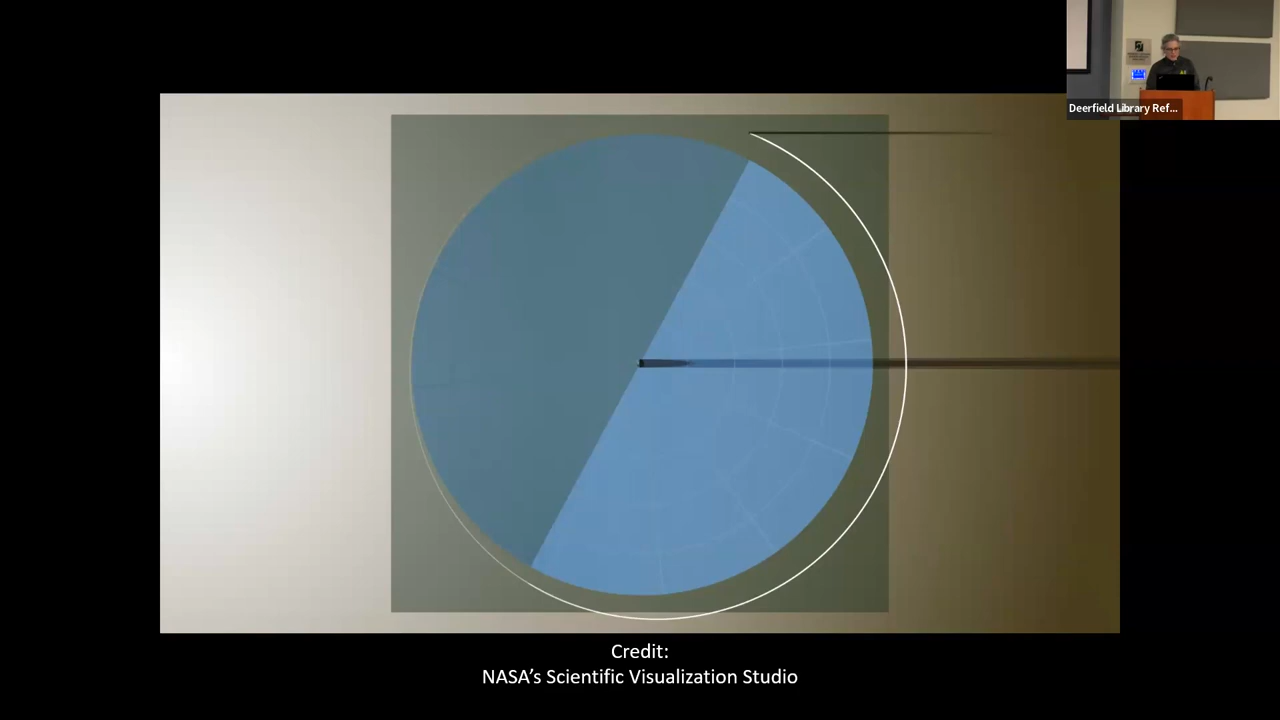 Deerfield Library Ref...
Credit:
NASA’s Scientific Visualization Studio